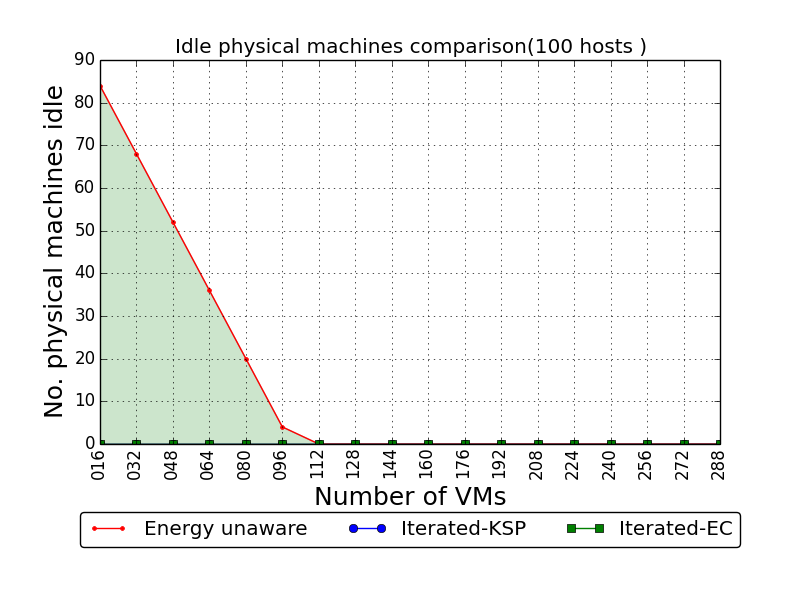 Idle physical machines comparison(100 hosts )
No. physical machines idle
90
80
70
60
50
40
30
20
10
0
016 032 048 064 080 096 112 128 144 160 176 192 208 224 240 256 272 288
Number of VMs
Energy unaware Iterated-KSP Iterated-EC